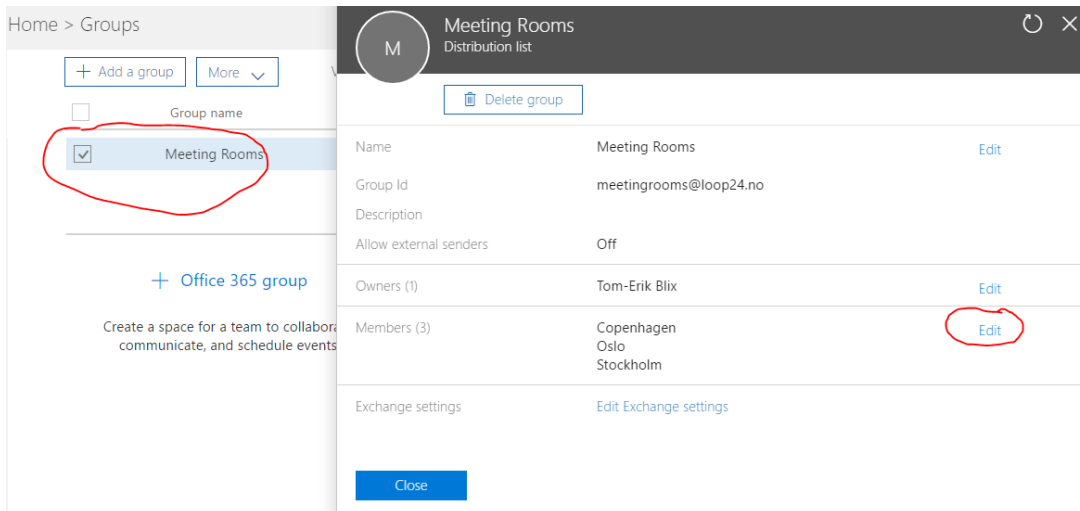 Home > Groups
+ Add a group
More
Group name
Meeting Rooms
+ Office 365 group
Create a space for a team to collabora
communicate, and schedule events
M
Meeting Rooms
Distribution list
Delete group
Name Meeting Rooms Edit
Group Id meetingrooms@loop24.no
Description
Allow external senders Off
Owners (1) Tom-Erik Blix Edit
Members (3) Copenhagen Edit
Oslo
Stockholm
Exchange settings Edit Exchange settings
Close